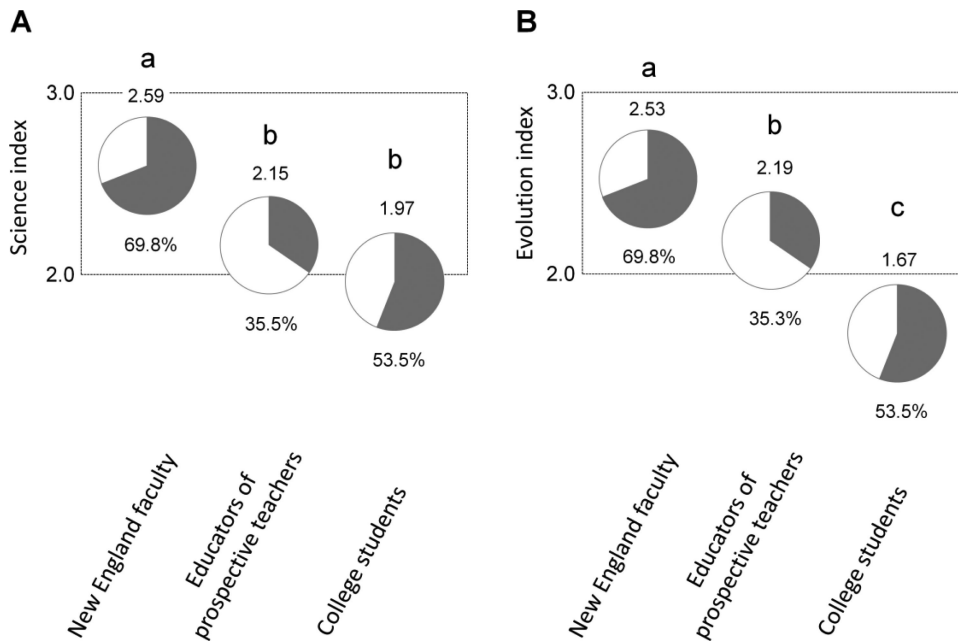 A
a
3.0
2.59
b
b
2.15
1.97
Science index
69.8%
2.0
35.5%
53.5%
New England faculty
Educators of
prospective teachers
College students
B
a
3.0
2.53
b
2.19
c
Evolution index
69.8%
2.0
1.67
35.3%
53.5%
New England faculty
Educators of
prospective teachers
College students